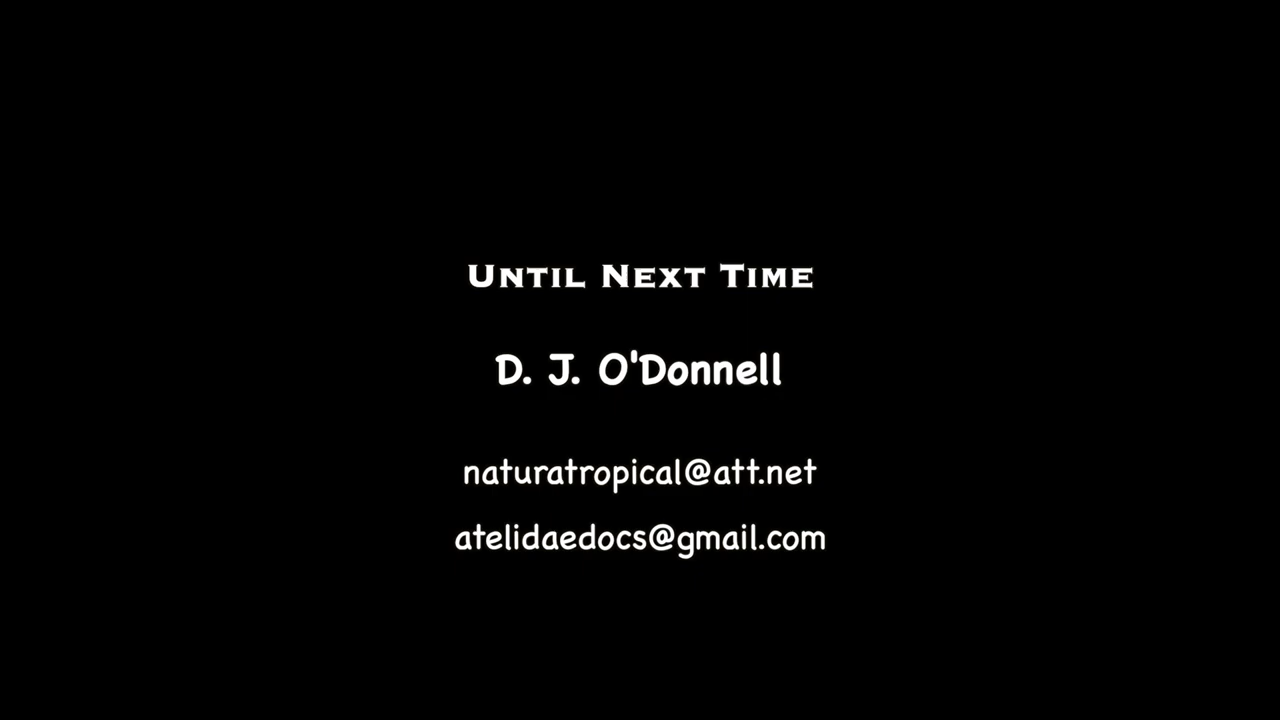 Until Next Time
D. J. O'Donnell
naturatropical@att.net
atelidaedocs@gmail.com